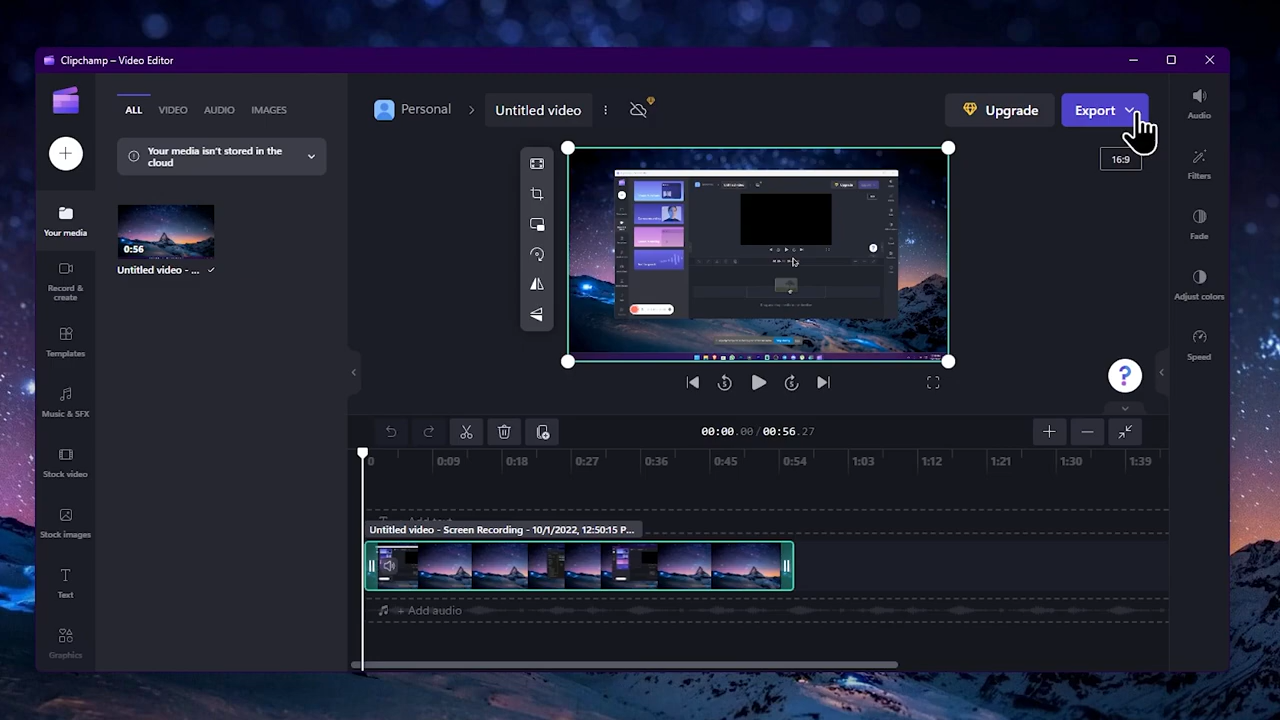 Clipchamp – Video Editor
ALL VIDEO AUDIO IMAGES
Your media isn't stored in the
cloud
0:56
Untitled video - ...
Your media
Record &
create
Templates
Music & SFX
Stock video
Stock images
Text
Graphics
Personal
Untitled video
Upgrade
Export
16:9
Audio
Filters
Fade
Adjust colors
Speed
5
5
?
00:00.00 / 00:56.27
0 0:09 0:18 0:27 0:36 0:45 0:54 1:03 1:12 1:21 1:30 1:39
Untitled video - Screen Recording - 10/1/2022, 12:50:15 P...
+ Add audio